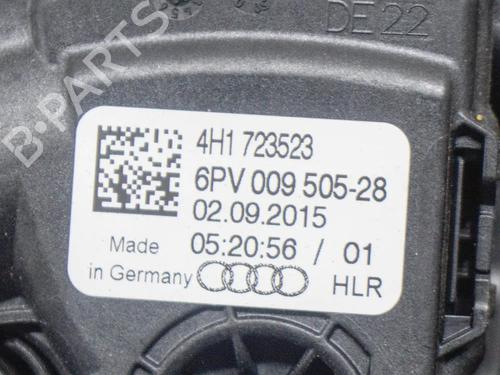 DE 22
B-PARTS
4H1 723523
6PV 009 505-28
02.09.2015
Made 05:20:56 / 01
in Germany HLR